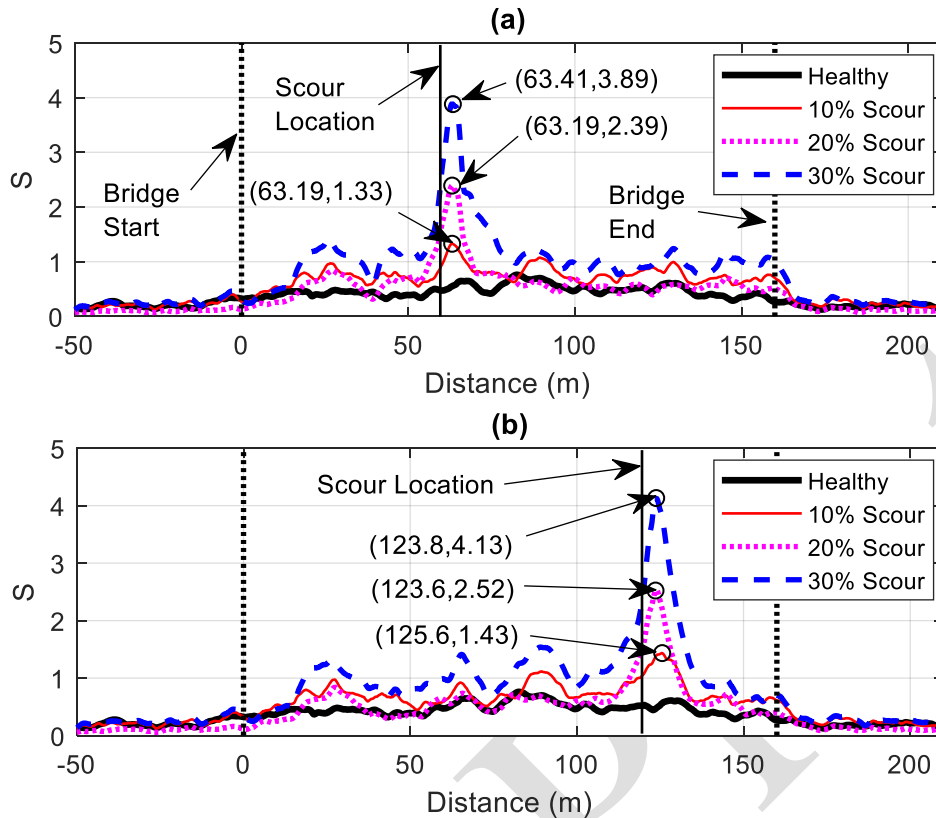 (a)
5
4
3
2
1
0
S
-50
0
50
100
150
200
Distance (m)
Scour
Location
Bridge
Start
(63.41,3.89)
(63.19,2.39)
(63.19,1.33)
Bridge
End
Healthy
10% Scour
20% Scour
30% Scour
(b)
5
4
3
2
1
0
S
-50
0
50
100
150
200
Distance (m)
Scour Location
(123.8,4.13)
(123.6,2.52)
(125.6,1.43)
Healthy
10% Scour
20% Scour
30% Scour